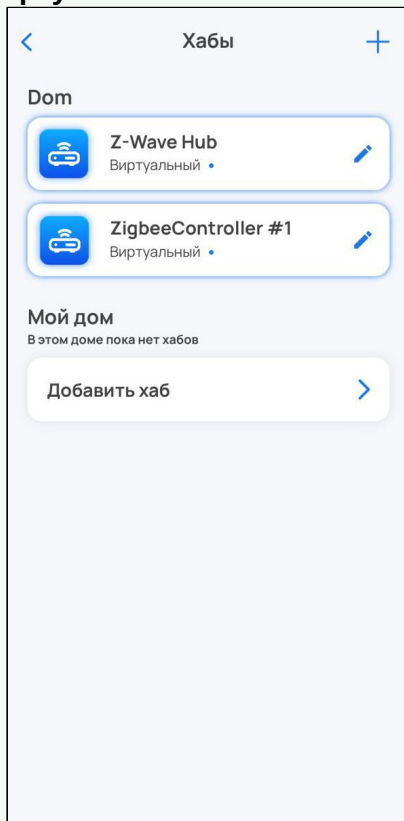 Хабы
Dom
Z-Wave Hub
Виртуальный •
ZigbeeController #1
Виртуальный •
Мой дом
В этом доме пока нет хабов
Добавить хаб